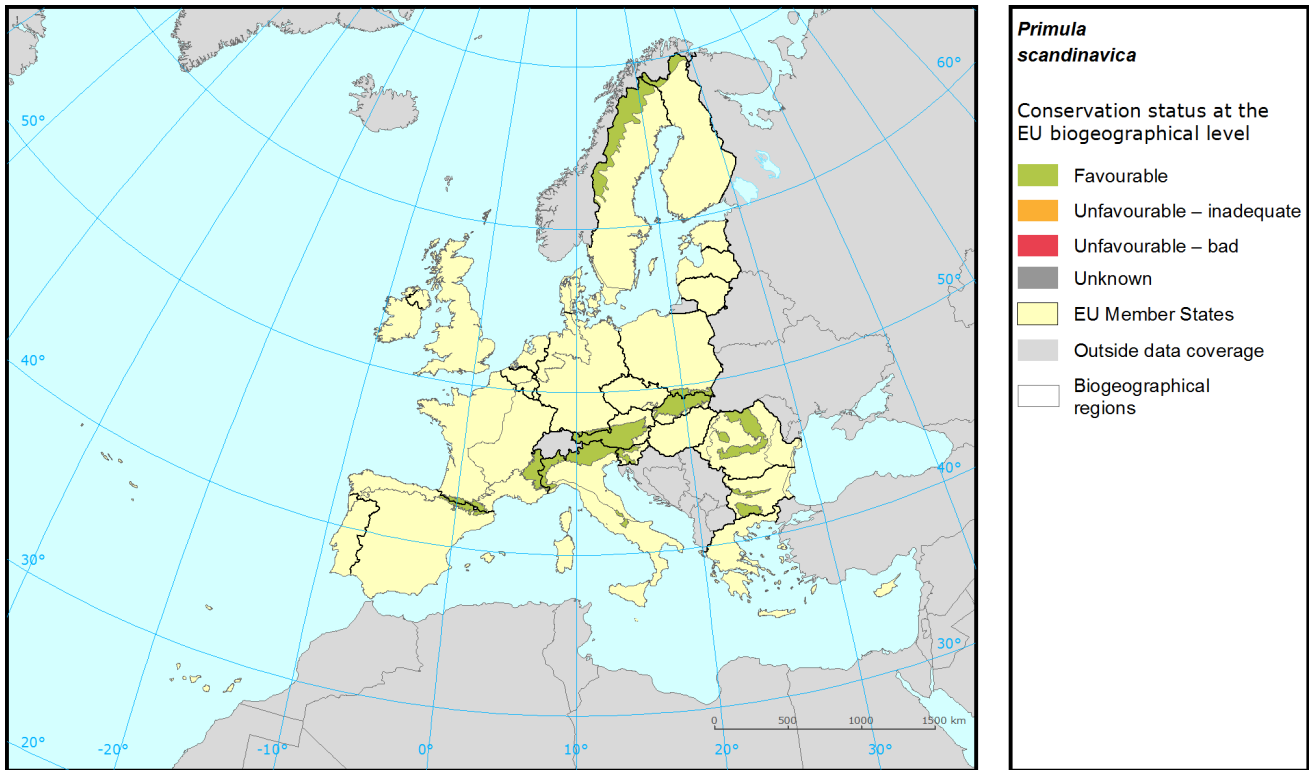 Primula
scandinavica
Conservation status at the
EU biogeographical level
Favourable
Unfavourable – inadequate
Unfavourable – bad
Unknown
EU Member States
Outside data coverage
Biogeographical
regions
60°
50°
50°
40°
40°
30°
30°
0 500 1000 1500 km
20° -20° -10° 0° 10° 20° 30°